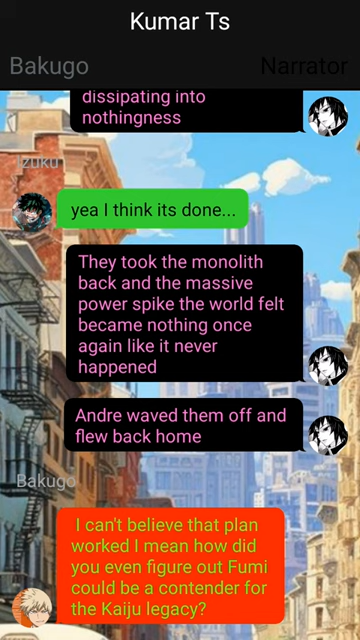 Kumar Ts
Bakugo
Narrator
dissipating into
nothingness
Izuku
yea I think its done...
They took the monolith
back and the massive
power spike the world felt
became nothing once
again like it never
happened
Andre waved them off and
flew back home
Bakugo
I can't believe that plan
worked I mean how did
you even figure out Fumi
could be a contender for
the Kaiju legacy?